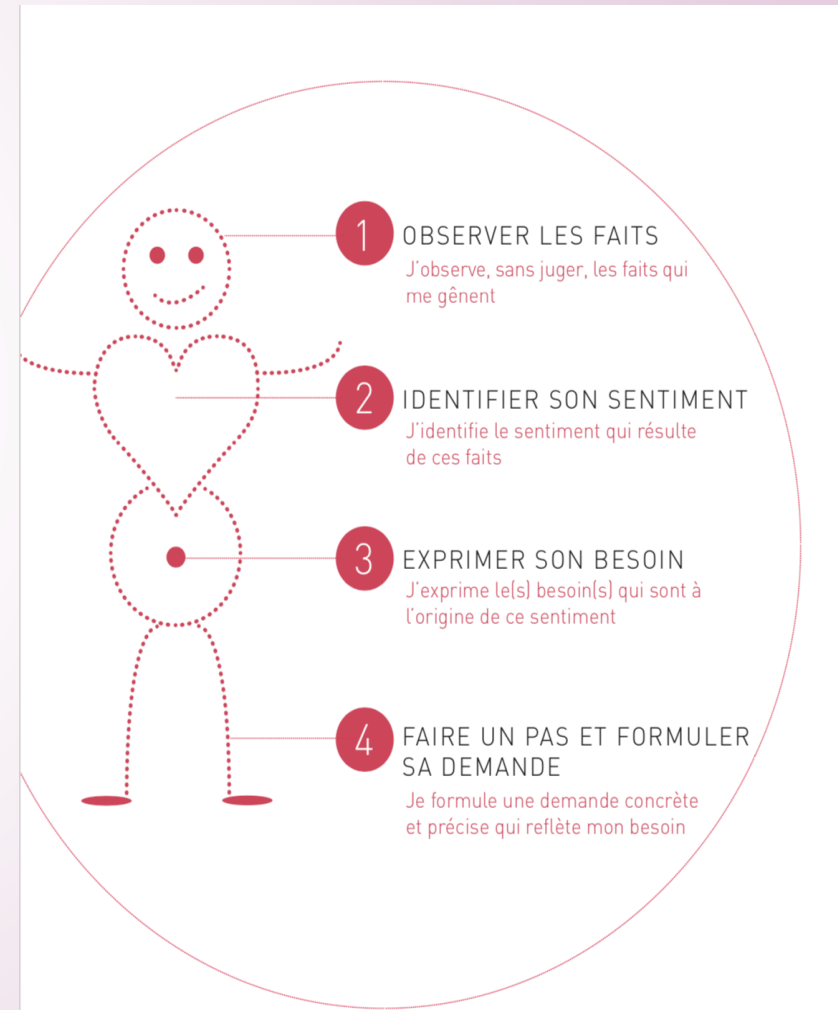 1
OBSERVER LES FAITS
J'observe, sans juger, les faits qui
me gênent
2
IDENTIFIER SON SENTIMENT
J'identifie le sentiment qui résulte
de ces faits
3
EXPRIMER SON BESOIN
J'exprime le(s) besoin(s) qui sont à
l'origine de ce sentiment
4
FAIRE UN PAS ET FORMULER
SA DEMANDE
Je formule une demande concrète
et précise qui reflète mon besoin